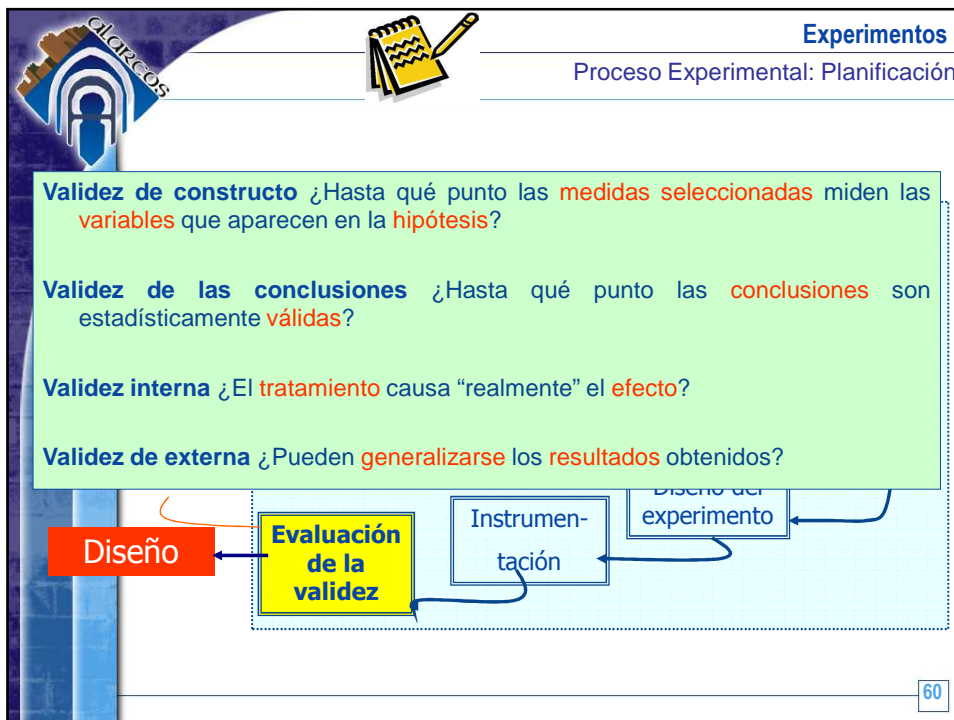 alarcos
Experimentos
Proceso Experimental: Planificación
Validez de constructo ¿Hasta qué punto las medidas seleccionadas miden las
variables que aparecen en la hipótesis?
Validez de las conclusiones ¿Hasta qué punto las conclusiones son
estadísticamente válidas?
Validez interna ¿El tratamiento causa “realmente” el efecto?
Validez de externa ¿Pueden generalizarse los resultados obtenidos?
Diseño del
experimento
Instrumen-
tación
Evaluación
de la
validez
Diseño
60